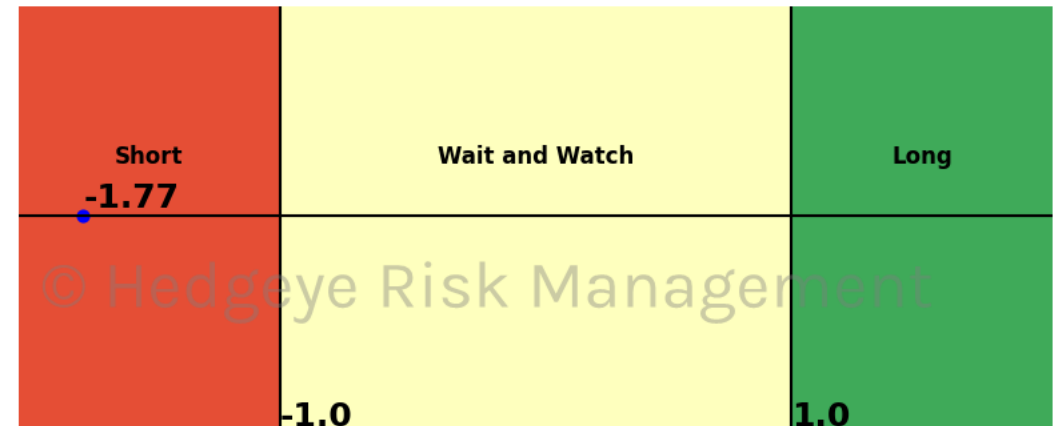 Short
Wait and Watch
Long
-1.77
© Hedgeye Risk Management
-1.0
1.0